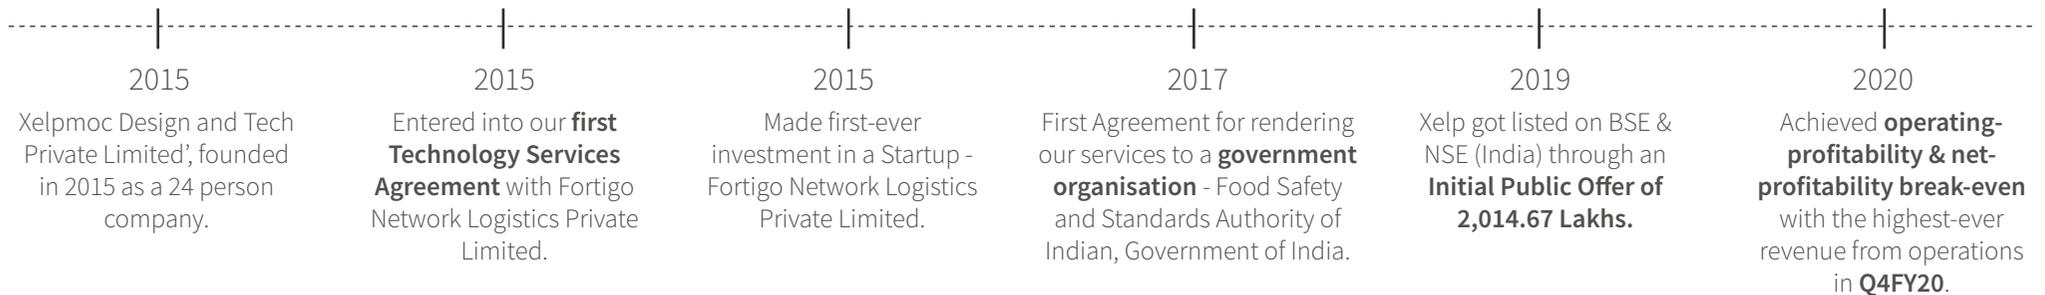 2015
Xelpmoc Design and Tech
Private Limited’, founded
in 2015 as a 24 person
company.
2015
Entered into our first
Technology Services
Agreement with Fortigo
Network Logistics Private
Limited.
2015
Made first-ever
investment in a Startup -
Fortigo Network Logistics
Private Limited.
2017
First Agreement for rendering
our services to a government
organisation - Food Safety
and Standards Authority of
Indian, Government of India.
2019
Xelp got listed on BSE &
NSE (India) through an
Initial Public Offer of
2,014.67 Lakhs.
2020
Achieved operating-
profitability & net-
profitability break-even
with the highest-ever
revenue from operations
in Q4FY20.